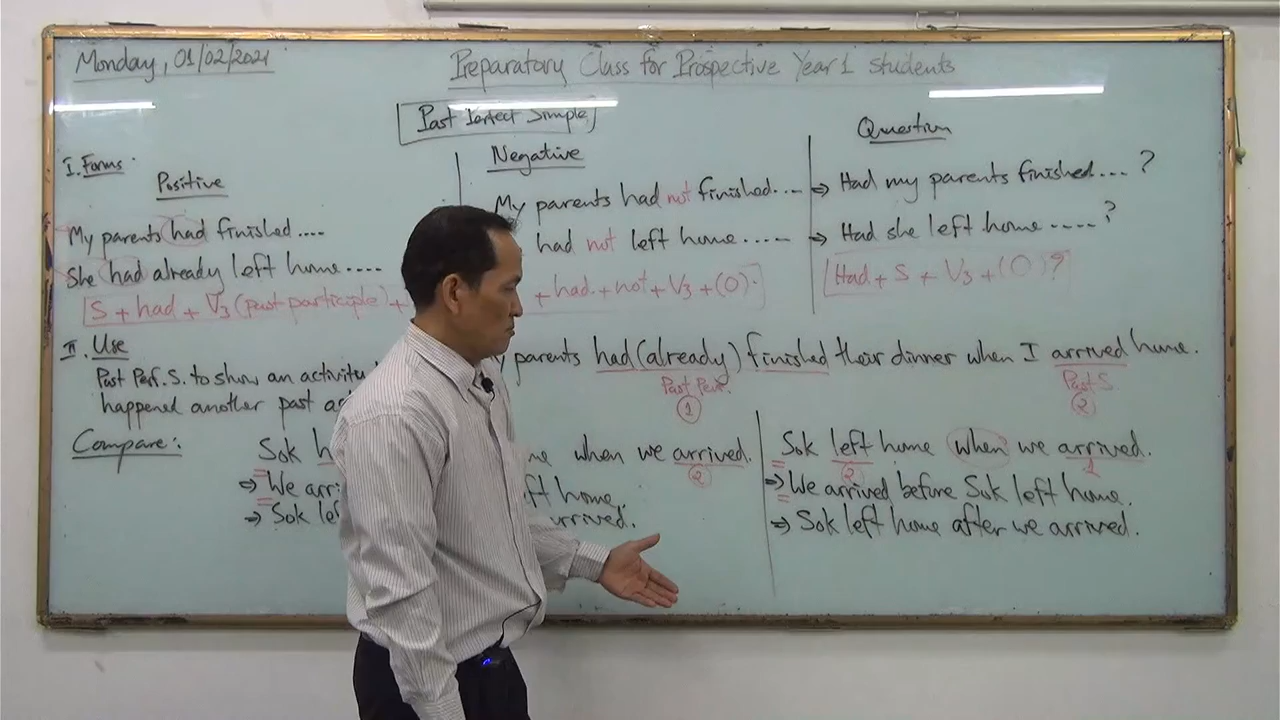 Monday, 01/02/2021
Preparatory Class for Prospective Year 1 students
Past Perfect Simple
I. Forms
Positive
My parents had finished....
She had already left home....
S + had + V3 (past participle) +
Negative
My parents had not finished....
had not left home.....
+ had + not + V3 + (O).
Question
⇒ Had my parents finished....?
⇒ Had she left home.....?
Had + S + V3 + (O)?
II. Use
Past Perf. S. to show an activity
happened another past
parents had (already) finished their dinner when I arrived home.
Past Perf. Past S.
1 2
Compare:
Sok when we arrived.
2
⇒ We home.
⇒ Sok arrived.
Sok left home when we arrived.
2 1
⇒ We arrived before Sok left home.
⇒ Sok left home after we arrived.